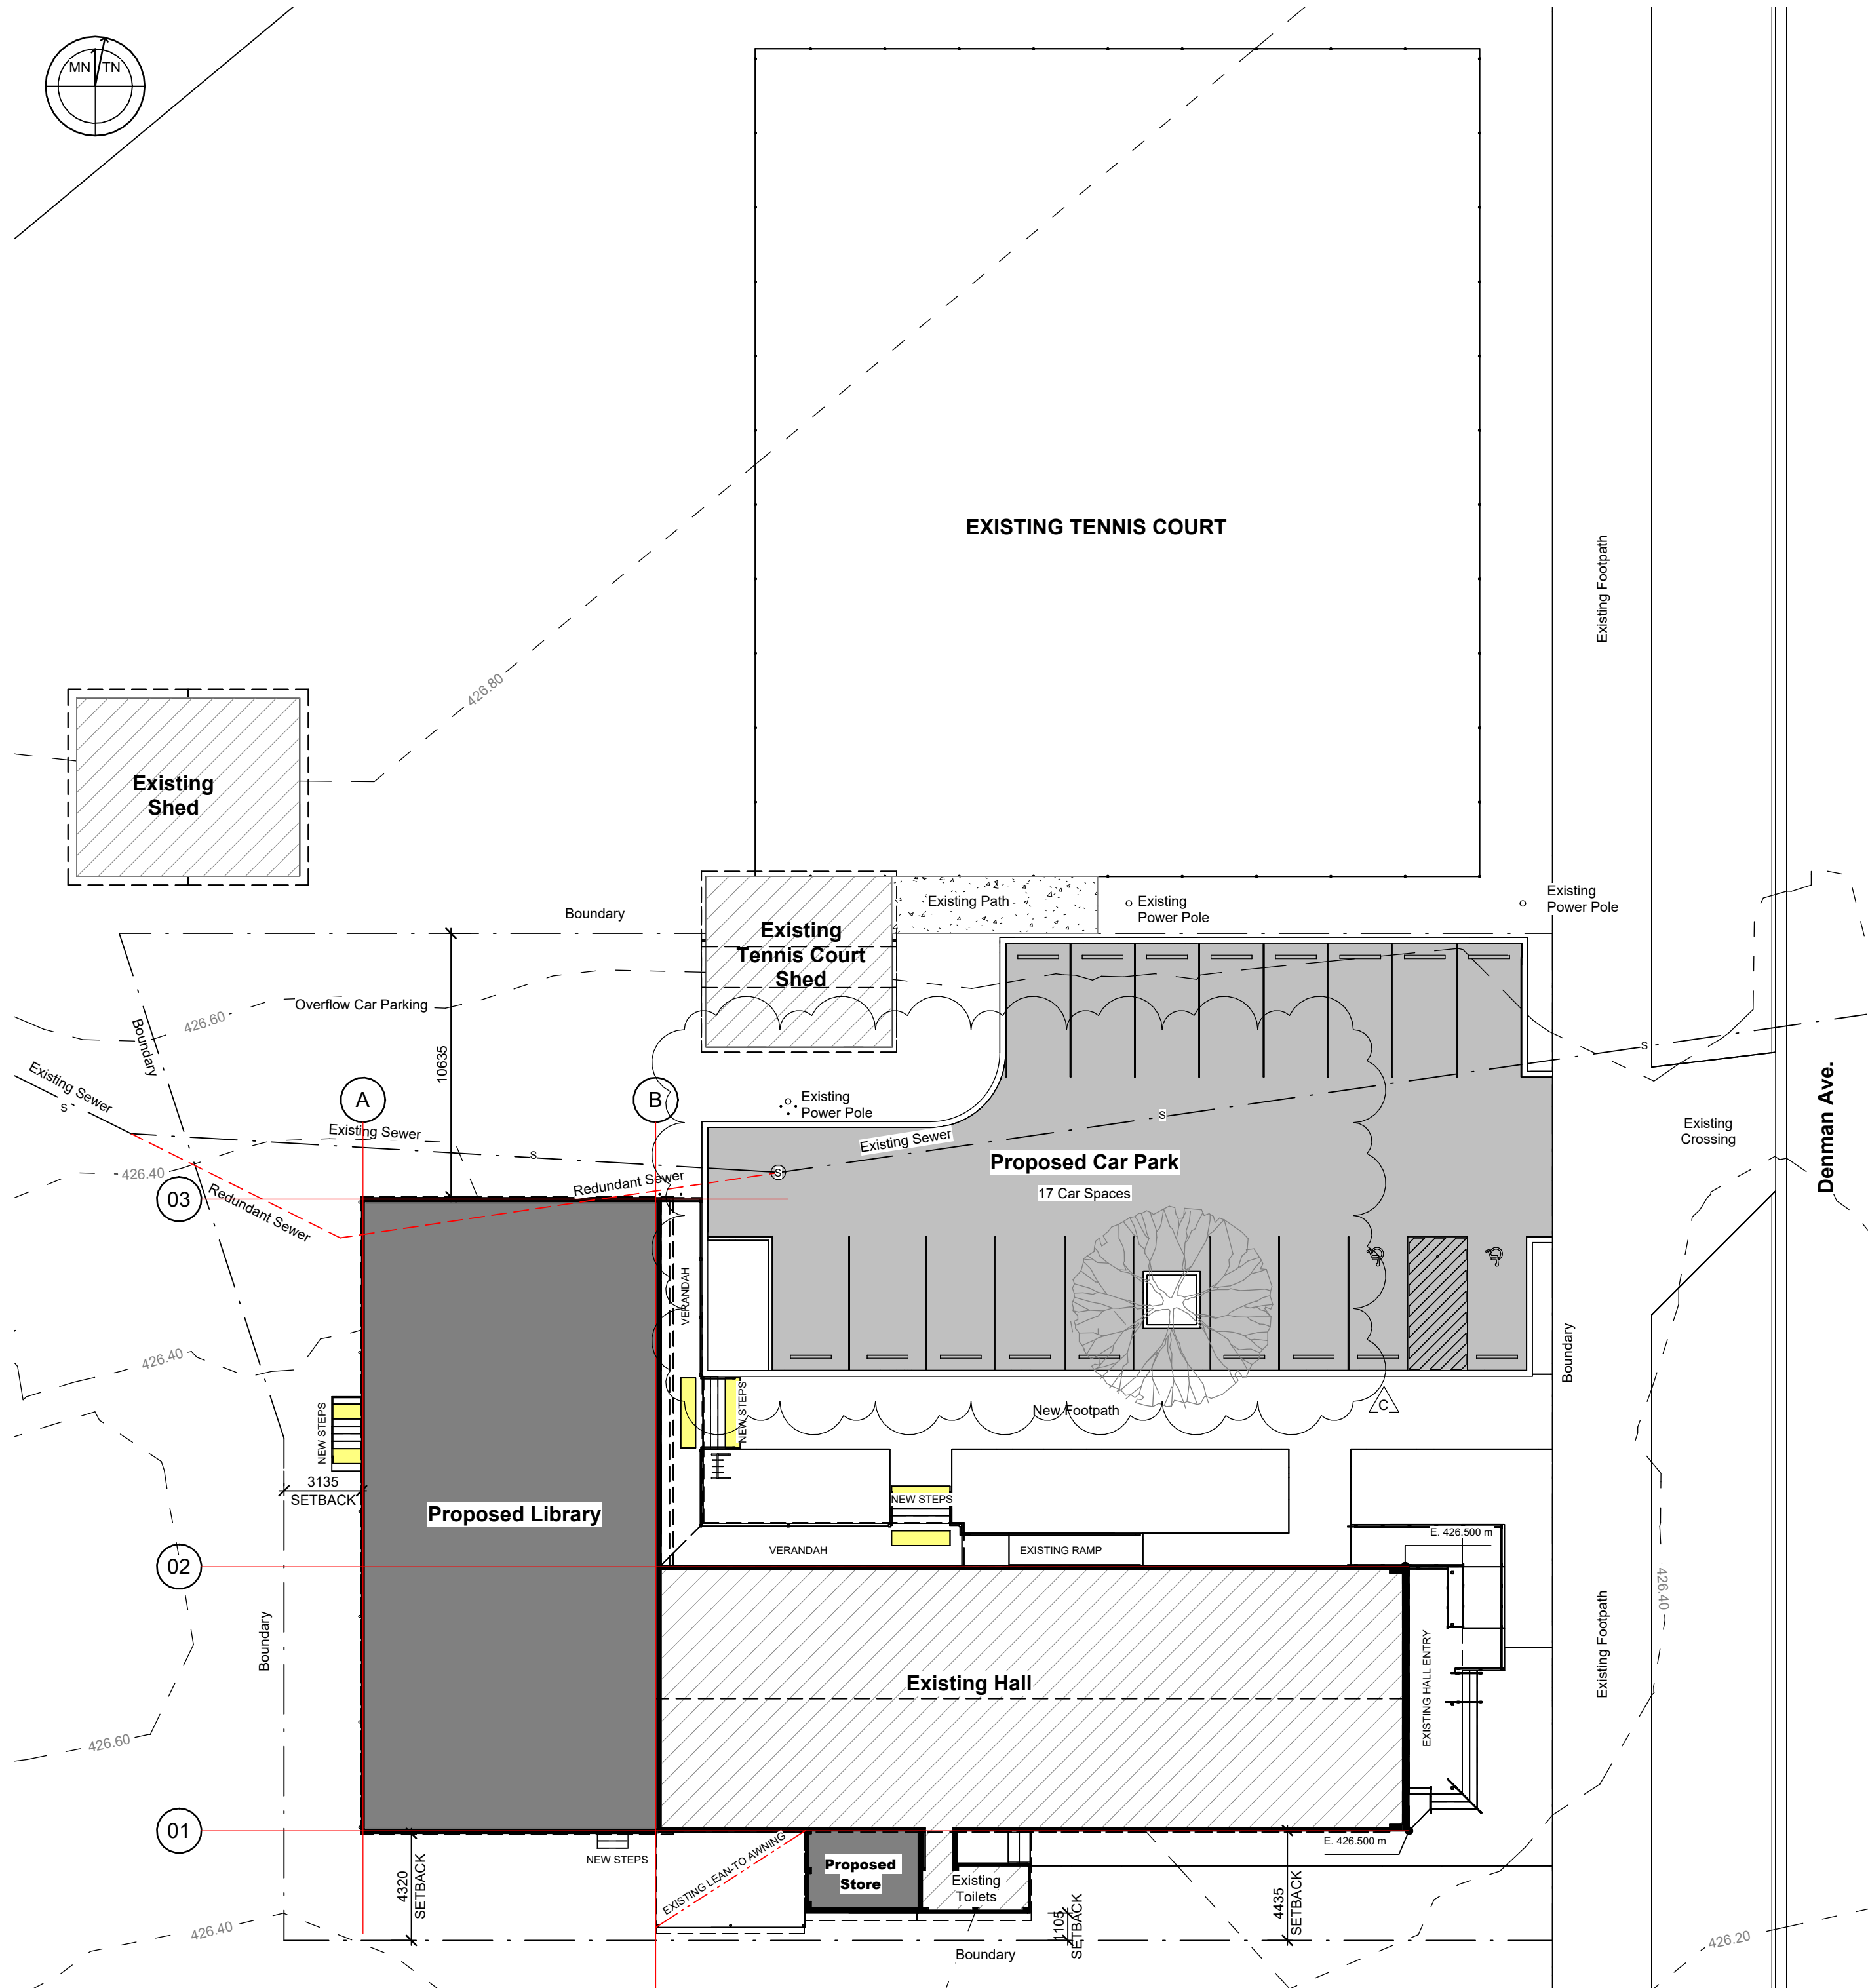 MN TN
EXISTING TENNIS COURT
Existing Footpath
426.80
Existing
Shed
Existing Path
Existing
Power Pole
Existing
Power Pole
Boundary
Existing
Tennis Court
Shed
Overflow Car Parking
426.60
Boundary
10635
Existing Sewer
S
A
B
Existing
Power Pole
S
S
Existing Sewer
S
Existing Sewer
S
Existing
Crossing
Denman Ave.
426.40
Redundant Sewer
Redundant Sewer
Proposed Car Park
17 Car Spaces
03
VERANDAH
426.40
Boundary
NEW STEPS
NEW STEPS
New Footpath
C
3135
SETBACK
Proposed Library
NEW STEPS
E. 426.500 m
VERANDAH
EXISTING RAMP
02
426.40
Existing Footpath
Boundary
Existing Hall
EXISTING HALL ENTRY
426.60
01
E. 426.500 m
NEW STEPS
EXISTING LEAN-TO AWNING
Proposed
Store
Existing
Toilets
4320
SETBACK
1105
SETBACK
4435
SETBACK
426.40
Boundary
426.20